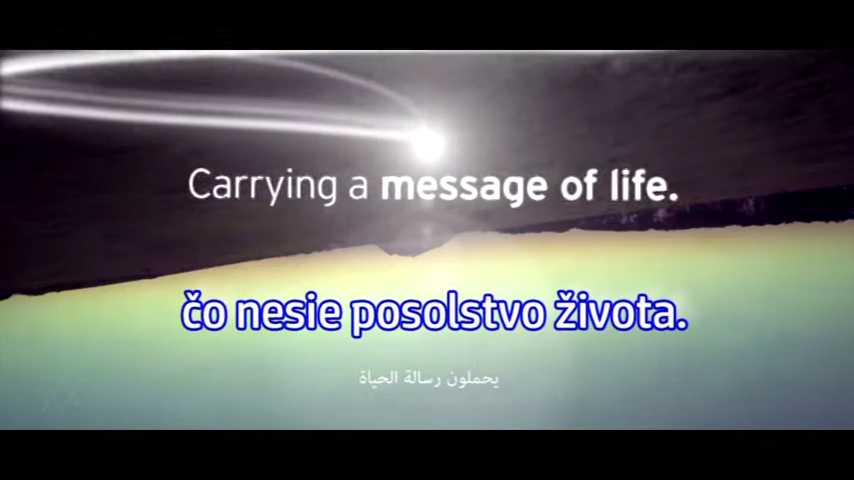 Carrying a message of life.
čo nesie posolstvo života.
يحملون رسالة الحياة